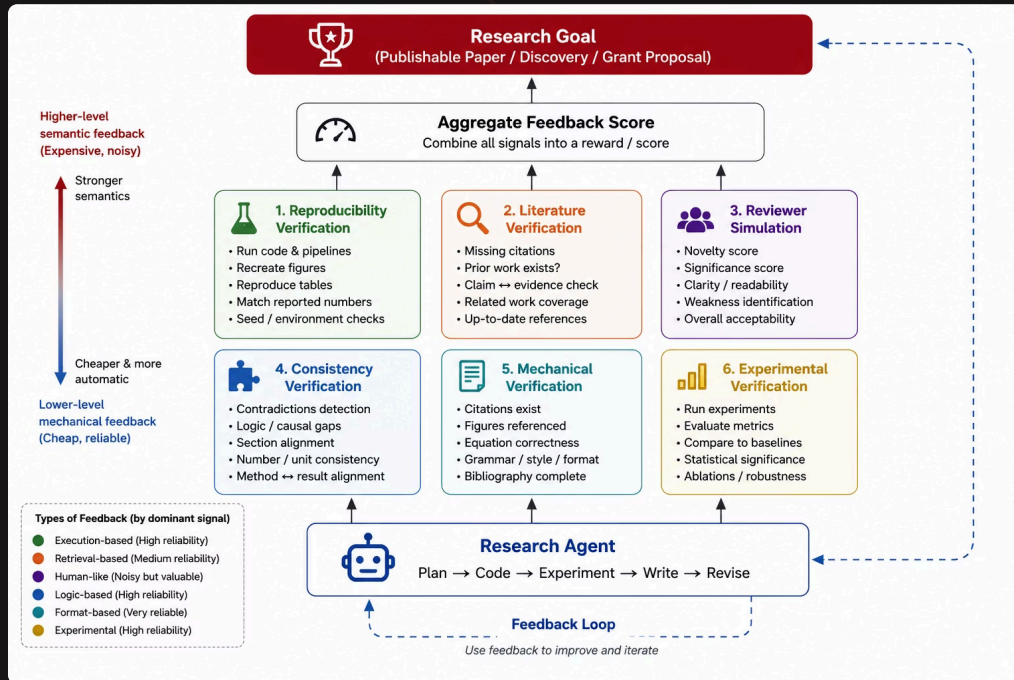 Research Goal
(Publishable Paper / Discovery / Grant Proposal)
Aggregate Feedback Score
Combine all signals into a reward / score
Higher-level
semantic feedback
(Expensive, noisy)
Stronger
semantics
Cheaper & more
automatic
Lower-level
mechanical feedback
(Cheap, reliable)
1. Reproducibility
Verification
• Run code & pipelines
• Recreate figures
• Reproduce tables
• Match reported numbers
• Seed / environment checks
2. Literature
Verification
• Missing citations
• Prior work exists?
• Claim ↔ evidence check
• Related work coverage
• Up-to-date references
3. Reviewer
Simulation
• Novelty score
• Significance score
• Clarity / readability
• Weakness identification
• Overall acceptability
4. Consistency
Verification
• Contradictions detection
• Logic / causal gaps
• Section alignment
• Number / unit consistency
• Method ↔ result alignment
5. Mechanical
Verification
• Citations exist
• Figures referenced
• Equation correctness
• Grammar / style / format
• Bibliography complete
6. Experimental
Verification
• Run experiments
• Evaluate metrics
• Compare to baselines
• Statistical significance
• Ablations / robustness
Types of Feedback (by dominant signal)
Execution-based (High reliability)
Retrieval-based (Medium reliability)
Human-like (Noisy but valuable)
Logic-based (High reliability)
Format-based (Very reliable)
Experimental (High reliability)
Research Agent
Plan → Code → Experiment → Write → Revise
Feedback Loop
Use feedback to improve and iterate